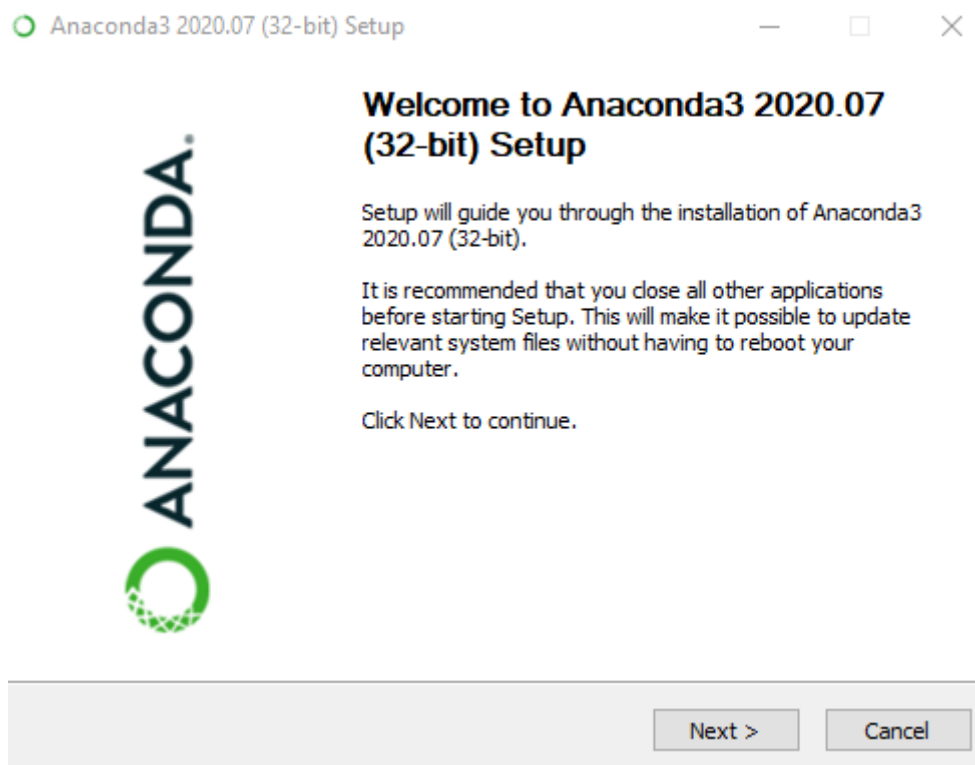 Anaconda3 2020.07 (32-bit) Setup
Welcome to Anaconda3 2020.07
(32-bit) Setup
ANACONDA.
Setup will guide you through the installation of Anaconda3
2020.07 (32-bit).
It is recommended that you close all other applications
before starting Setup. This will make it possible to update
relevant system files without having to reboot your
computer.
Click Next to continue.
Next >
Cancel